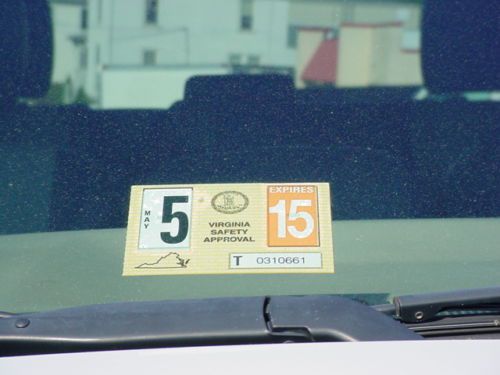 MAY 5
EXPIRES
15
VIRGINIA
SAFETY
APPROVAL
T 0310661